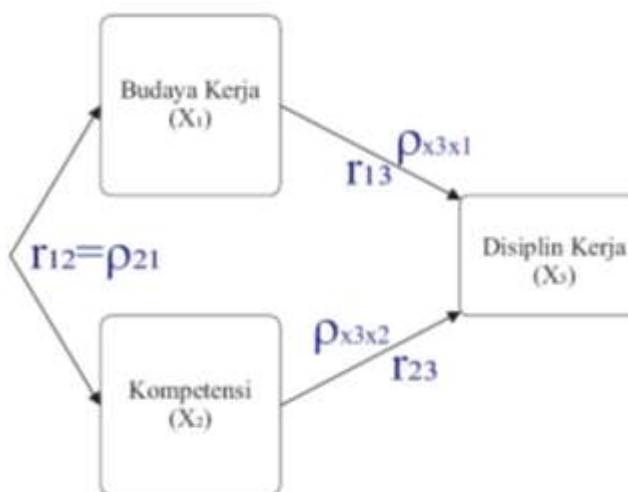 Budaya Kerja
(X₁)
ρx3x1
r13
r12=ρ21
Disiplin Kerja
(X₃)
ρx3x2
r23
Kompetensi
(X₂)